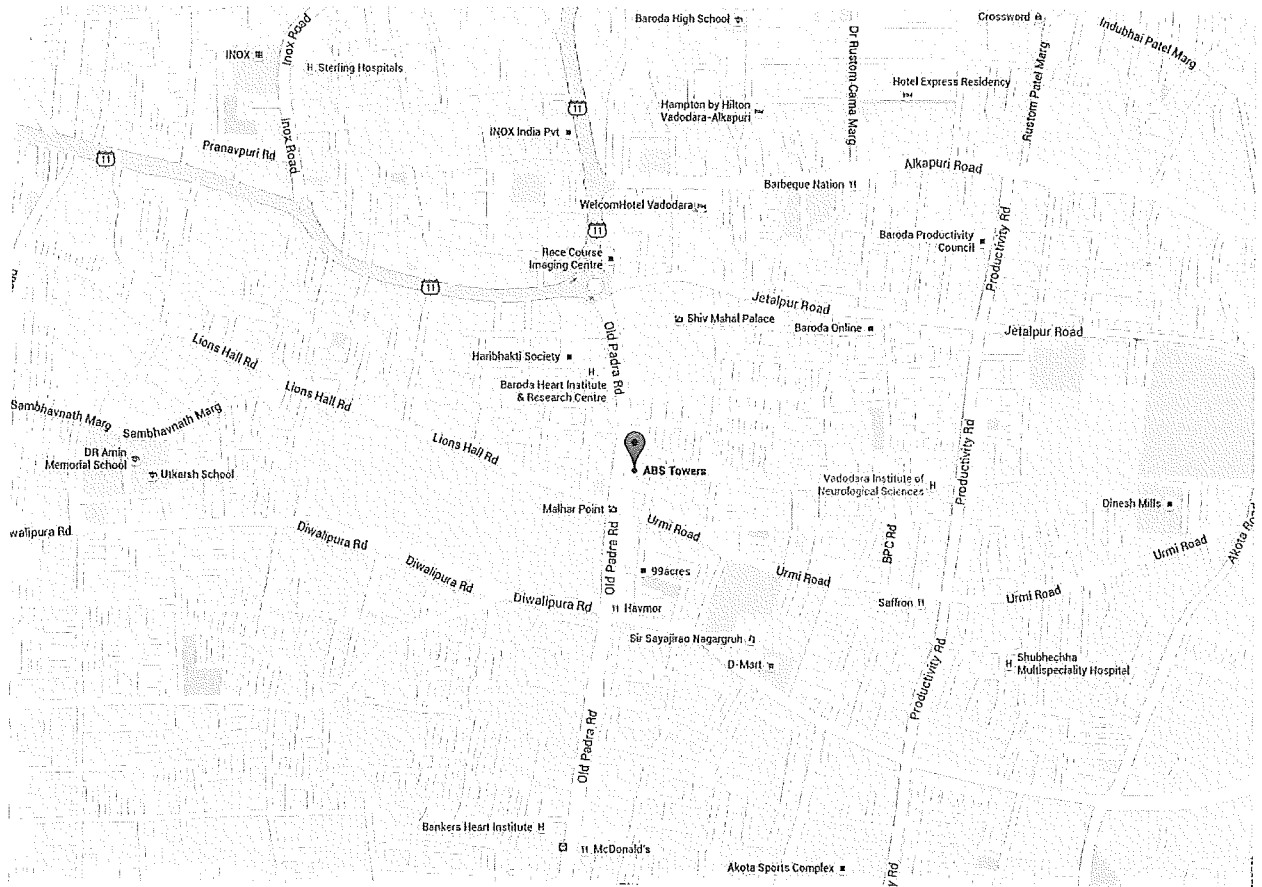 Baroda High School
Crossword
Indubhai Patel Marg
Inox Road
INOX
Sterling Hospitals
Dr Rustom Cama Marg
Hotel Express Residency
Rustom Patel Marg
11
Hampton by Hilton
Vadodara-Alkapuri
INOX India Pvt
Inox Road
Pranavpuri Rd
11
Alkapuri Road
Barbeque Nation
WelcomHotel Vadodara
11
Baroda Productivity
Council
Productivity Rd
Race Course
Imaging Centre
11
Jetalpur Road
Shiv Mahal Palace
Baroda Online
Jetalpur Road
Old Padra Rd
Lions Hall Rd
Haribhakti Society
Baroda Heart Institute
& Research Centre
Lions Hall Rd
Sambhavnath Marg
Sambhavnath Marg
Lions Hall Rd
Productivity Rd
DR Amin
Memorial School
Utkarsh School
ABS Towers
Vadodara Institute of
Neurological Sciences
Dinesh Mills
Malhar Point
Urmi Road
walipura Rd
Diwalipura Rd
Old Padra Rd
BPC Rd
Urmi Road
Akota Road
99acres
Diwalipura Rd
Urmi Road
Urmi Road
Diwalipura Rd
Havmor
Saffron
Sir Sayajirao Nagargruh
D-Mart
Productivity Rd
Shubhechha
Multispeciality Hospital
Old Padra Rd
Bankers Heart Institute
McDonald's
Akota Sports Complex
y Rd